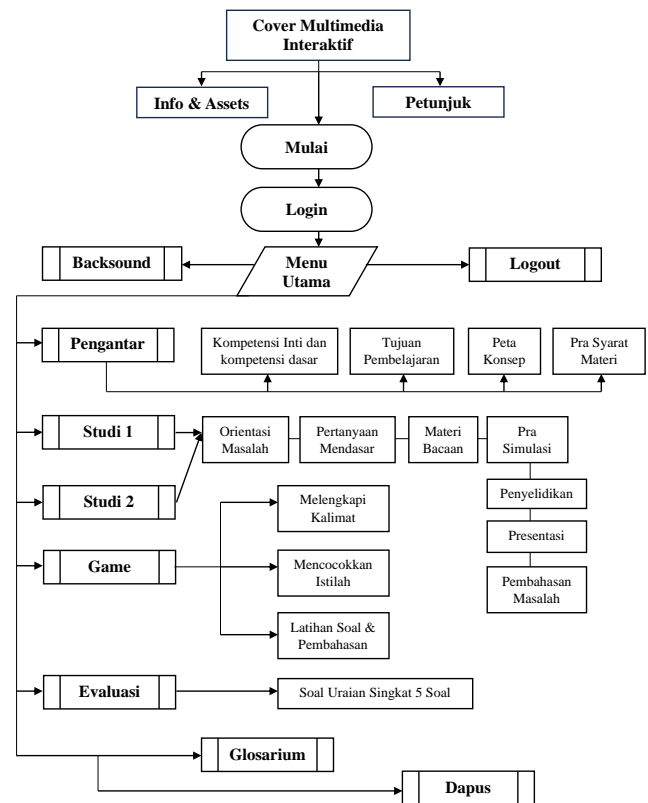 Cover Multimedia
Interaktif
Info & Assets
Petunjuk
Mulai
Login
Backsound
Menu
Utama
Logout
Pengantar
Kompetensi Inti dan
kompetensi dasar
Tujuan
Pembelajaran
Peta
Konsep
Pra Syarat
Materi
Studi 1
Orientasi
Masalah
Pertanyaan
Mendasar
Materi
Bacaan
Pra
Simulasi
Studi 2
Penyelidikan
Presentasi
Pembahasan
Masalah
Game
Melengkapi
Kalimat
Mencocokkan
Istilah
Latihan Soal &
Pembahasan
Evaluasi
Soal Uraian Singkat 5 Soal
Glosarium
Dapus